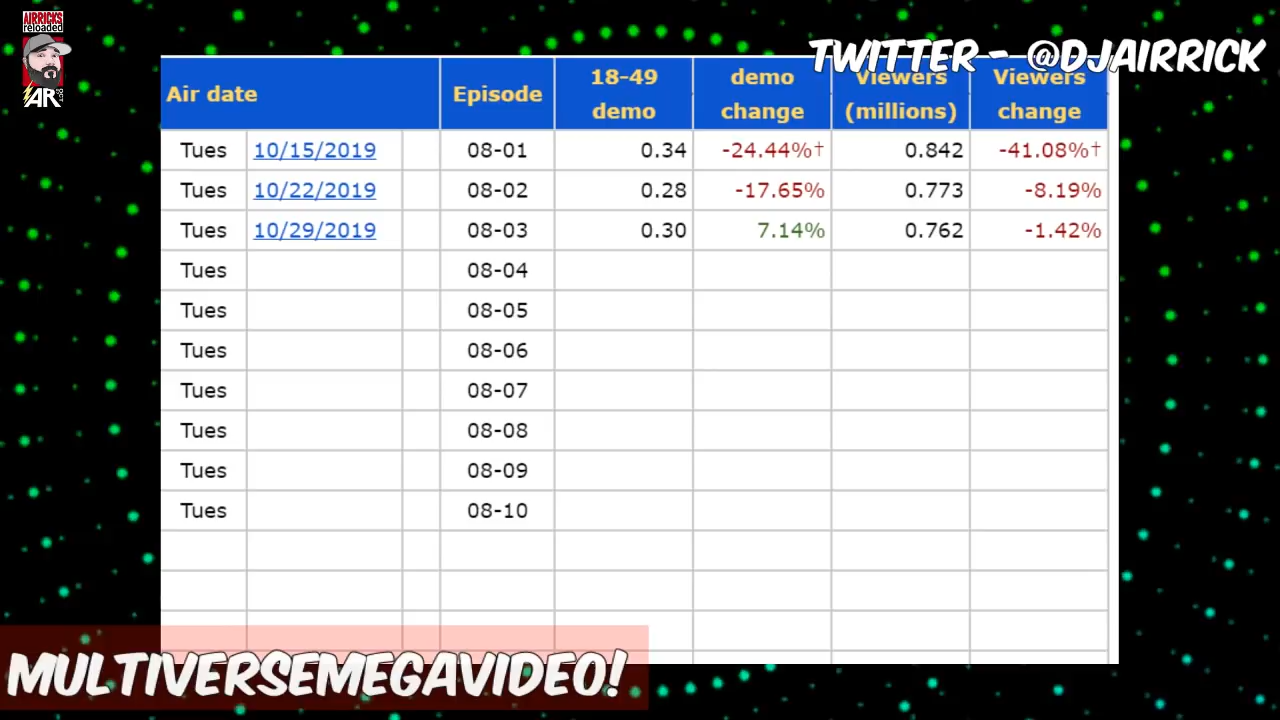 AIRRICKS
reloaded
AR
TWITTER - @DJAIRRICK
Air date Episode 18-49 demo demo change Viewers (millions) Viewers change
Tues 10/15/2019 08-01 0.34 -24.44%† 0.842 -41.08%†
Tues 10/22/2019 08-02 0.28 -17.65% 0.773 -8.19%
Tues 10/29/2019 08-03 0.30 7.14% 0.762 -1.42%
Tues 08-04
Tues 08-05
Tues 08-06
Tues 08-07
Tues 08-08
Tues 08-09
Tues 08-10
MULTIVERSEMEGAVIDEO!